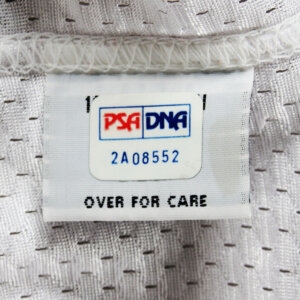 PSA DNA
2A08552
OVER FOR CARE